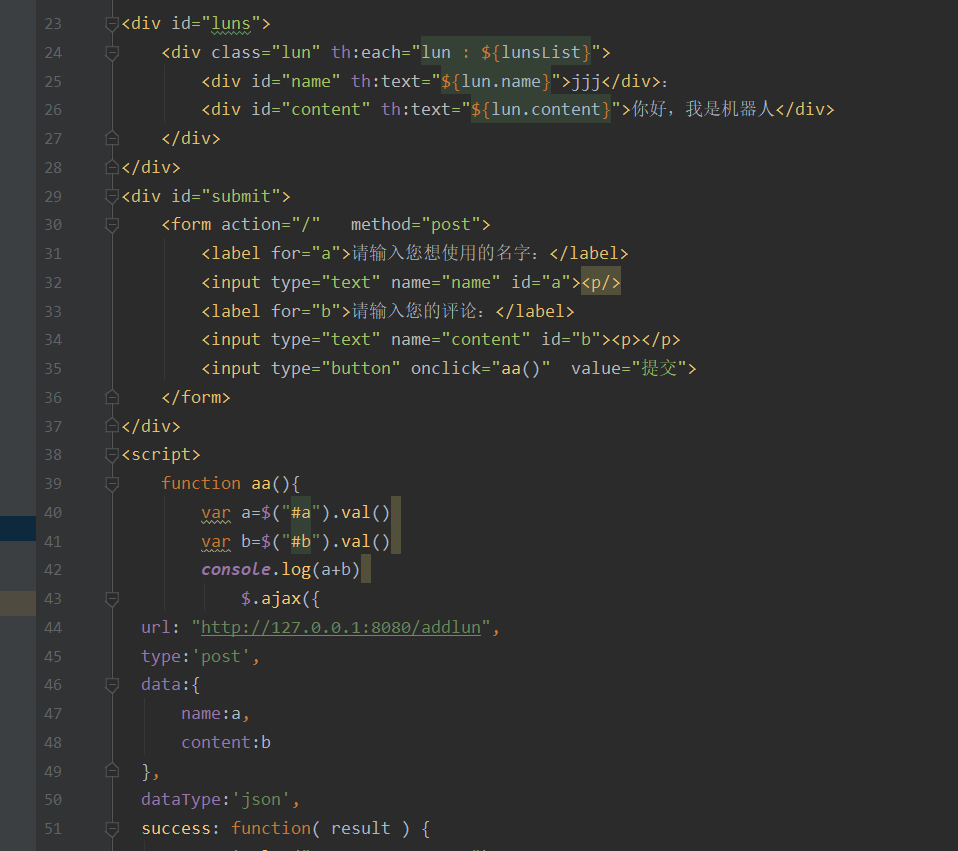 23 <div id="luns">
24 <div class="lun" th:each="lun : ${lunsList}">
25 <div id="name" th:text="${lun.name}">jjj</div>:
26 <div id="content" th:text="${lun.content}">你好，我是机器人</div>
27 </div>
28 </div>
29 <div id="submit">
30 <form action="/"   method="post">
31 <label for="a">请输入您想使用的名字：</label>
32 <input type="text" name="name" id="a"><p/>
33 <label for="b">请输入您的评论：</label>
34 <input type="text" name="content" id="b"><p></p>
35 <input type="button" onclick="aa()"  value="提交">
36 </form>
37 </div>
38 <script>
39 function aa(){
40 var a=$("#a").val()
41 var b=$("#b").val()
42 console.log(a+b)
43 $.ajax({
44 url: "http://127.0.0.1:8080/addlun",
45 type:'post',
46 data:{
47 name:a,
48 content:b
49 },
50 dataType:'json',
51 success: function( result ) {